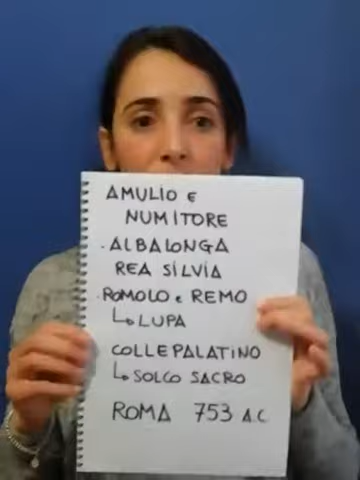 AMULIO E
NUMITORE
.ALBALONGA
REA SILVIA
.ROMOLO e REMO
↳LUPA
COLLE PALATINO
↳SOLCO SACRO
ROMA 753 A.C